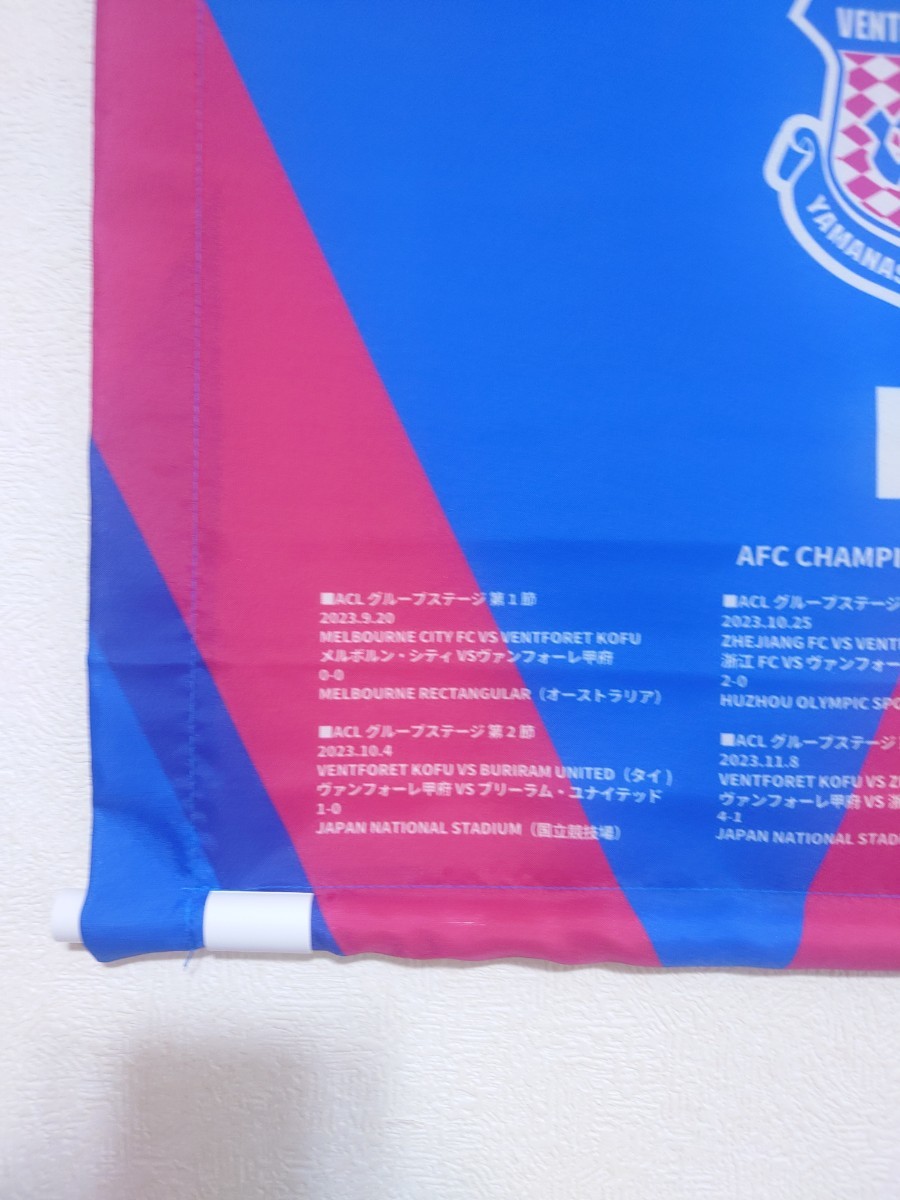 VENT
YAMANAS
AFC CHAMPI
■ACL グループステージ 第1節
2023.9.20
MELBOURNE CITY FC VS VENTFORET KOFU
メルボルン・シティ VSヴァンフォーレ甲府
0-0
MELBOURNE RECTANGULAR（オーストラリア）
■ACL グループステージ 第2節
2023.10.4
VENTFORET KOFU VS BURIRAM UNITED（タイ）
ヴァンフォーレ甲府 VS ブリーラム・ユナイテッド
1-0
JAPAN NATIONAL STADIUM（国立競技場）
■ACL グループステージ
2023.10.25
ZHEJIANG FC VS VENT
浙江 FC VS ヴァンフォー
2-0
HUZHOU OLYMPIC SPO
■ACL グループステージ
2023.11.8
VENTFORET KOFU VS Z
ヴァンフォーレ甲府 VS 浙
4-1
JAPAN NATIONAL STAD